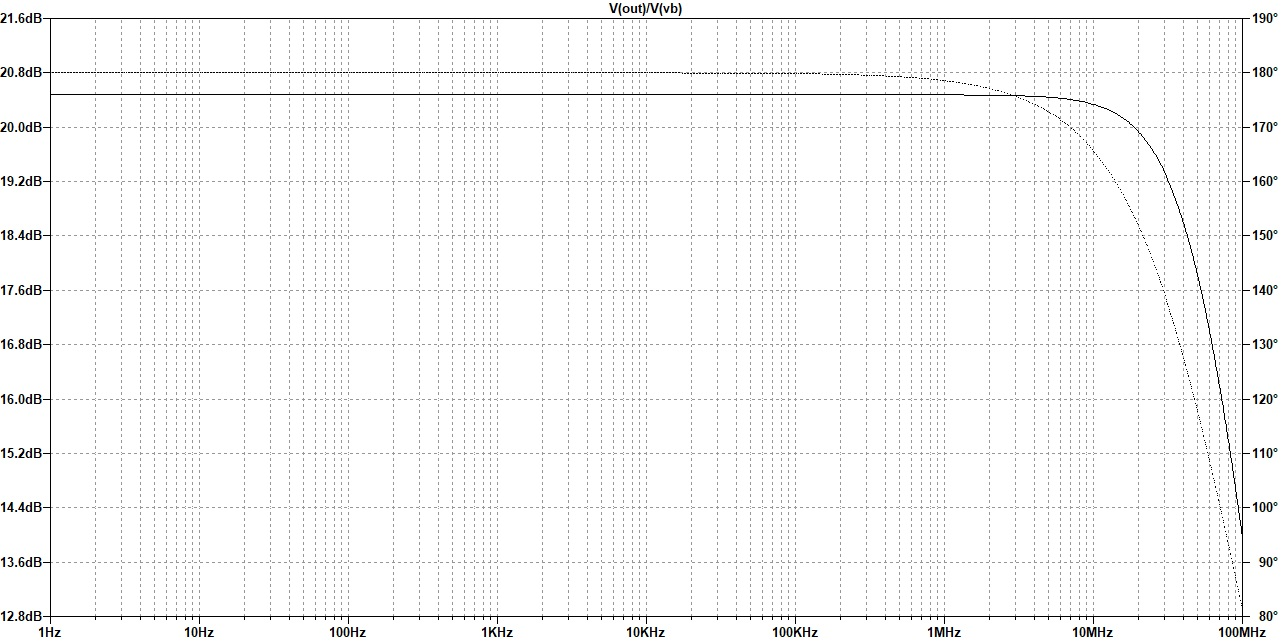 V(out)/V(vb)
21.6dB
20.8dB
20.0dB
19.2dB
18.4dB
17.6dB
16.8dB
16.0dB
15.2dB
14.4dB
13.6dB
12.8dB
190°
180°
170°
160°
150°
140°
130°
120°
110°
100°
90°
80°
1Hz 10Hz 100Hz 1KHz 10KHz 100KHz 1MHz 10MHz 100MHz